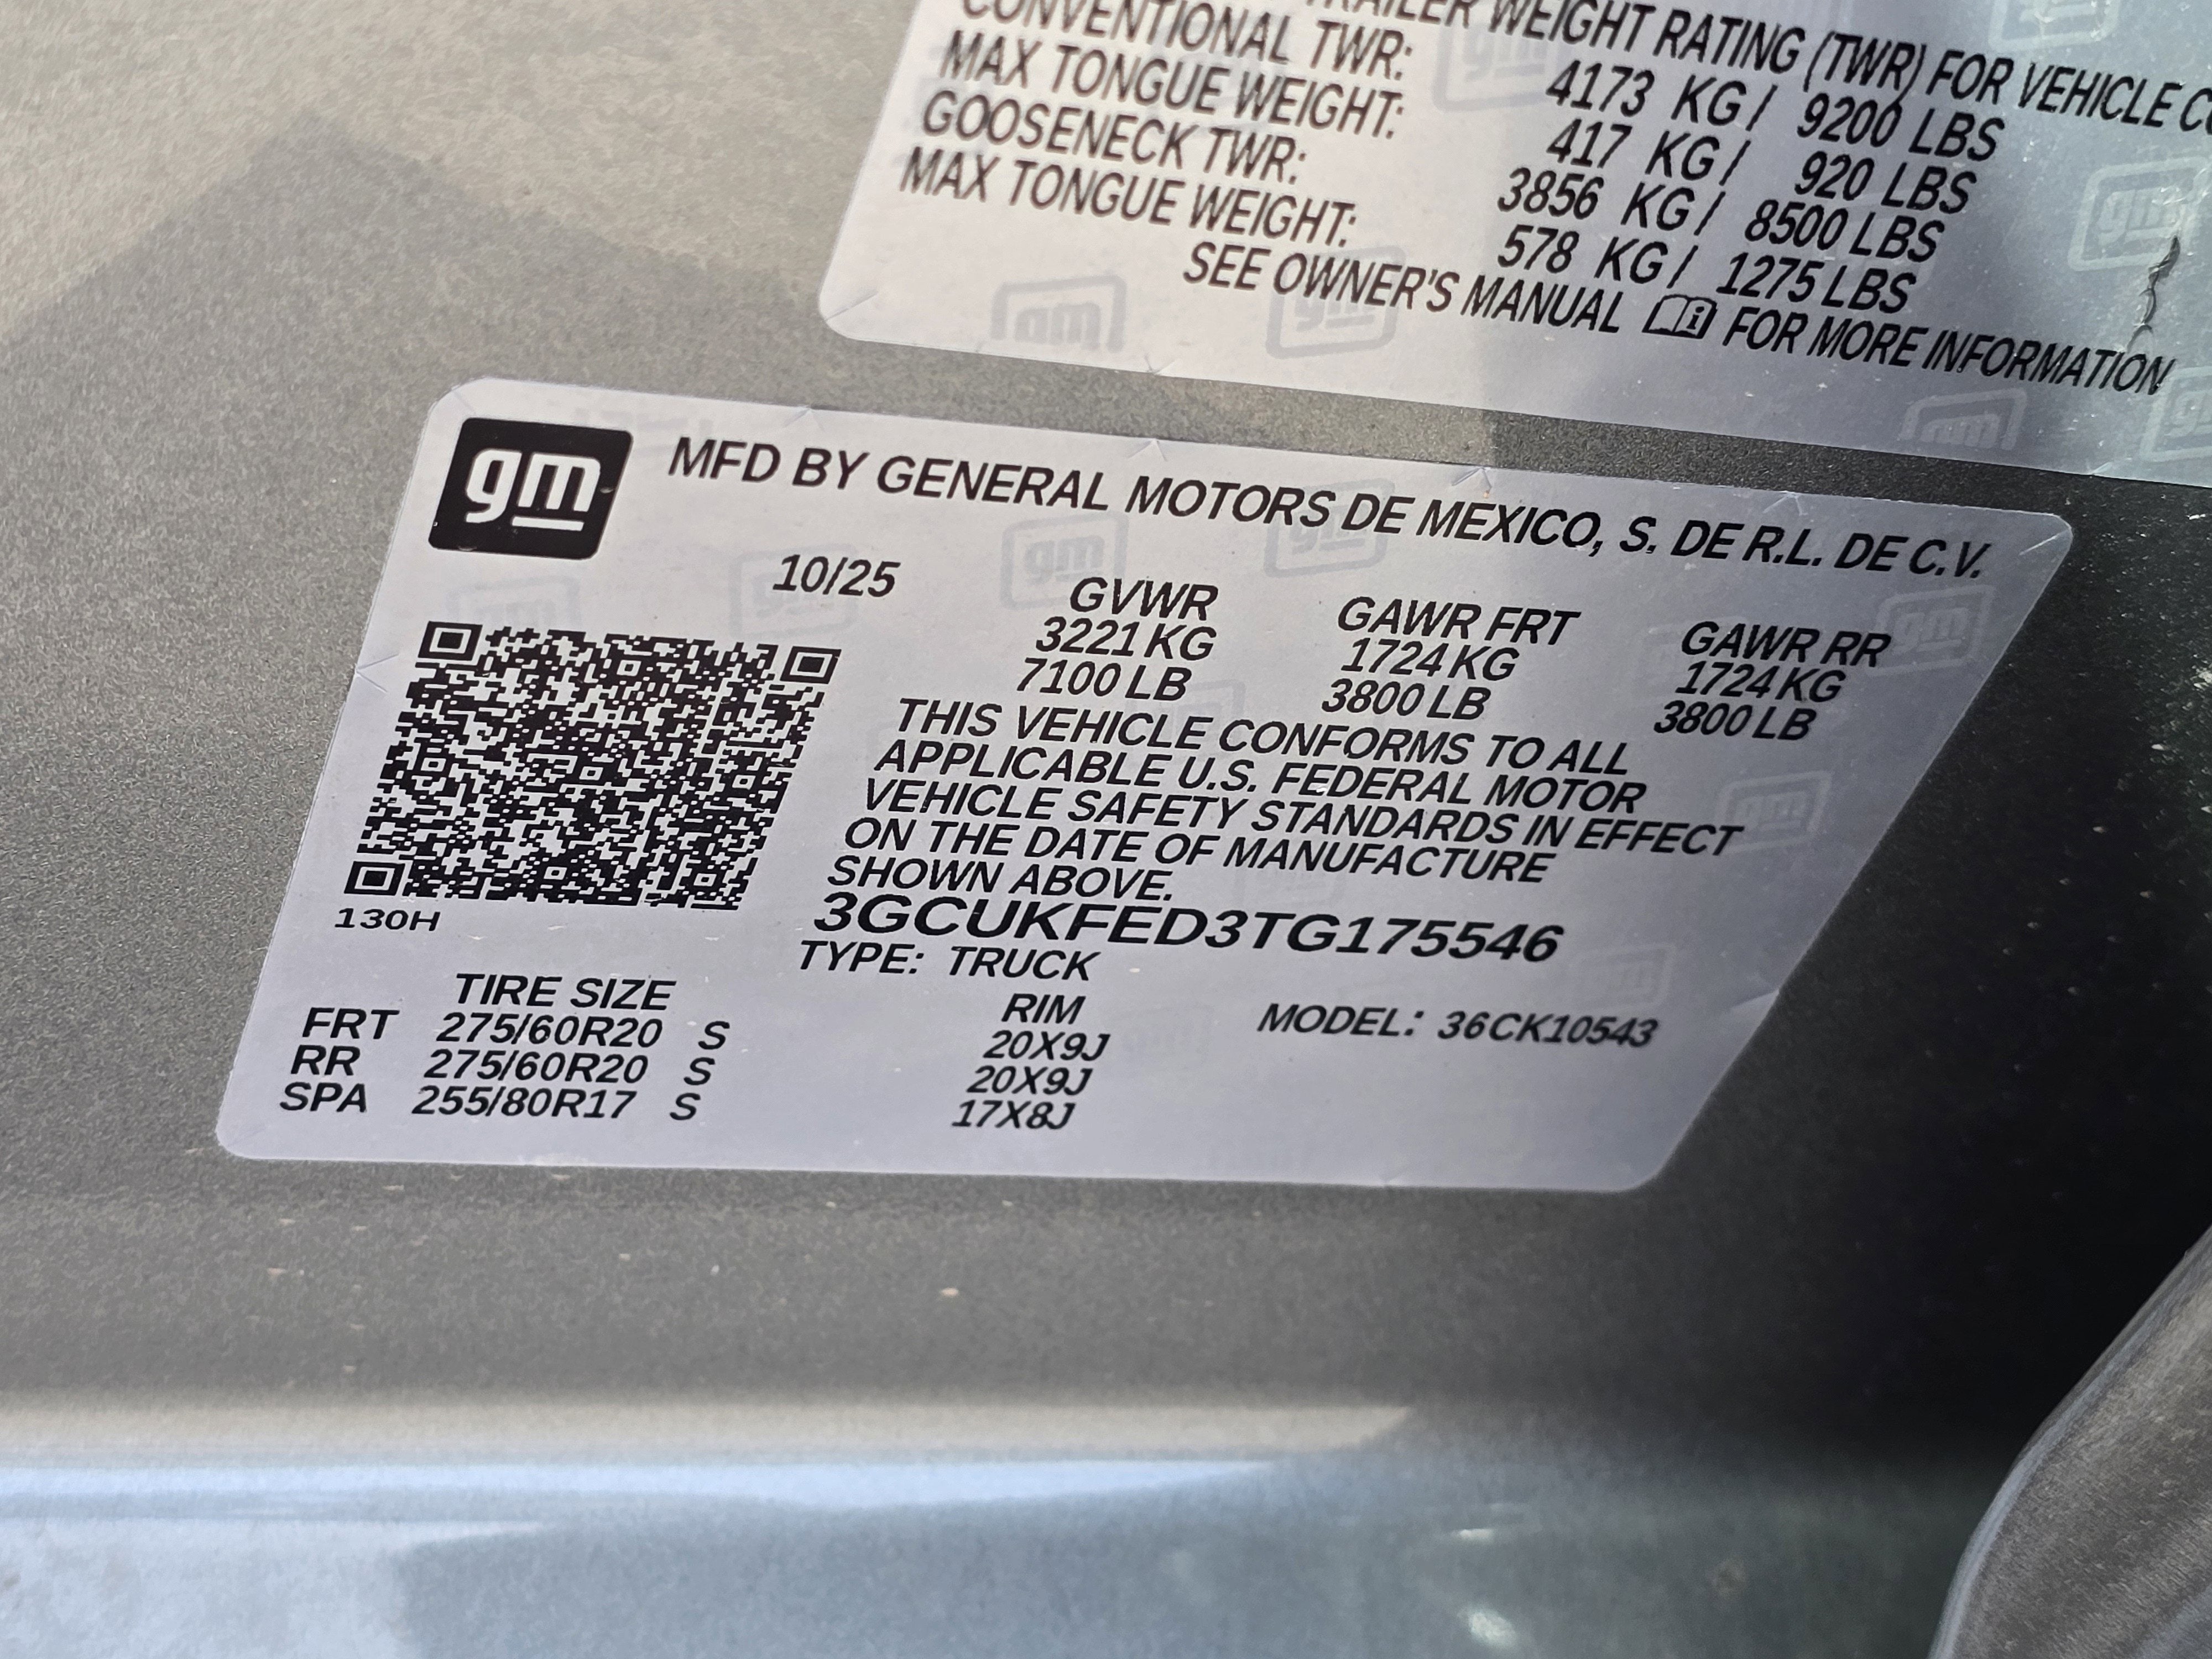 TRAILER WEIGHT RATING (TWR) FOR VEHICLE
CONVENTIONAL TWR: 4173 KG / 9200 LBS
MAX TONGUE WEIGHT: 417 KG / 920 LBS
GOOSENECK TWR: 3856 KG / 8500 LBS
MAX TONGUE WEIGHT: 578 KG / 1275 LBS
SEE OWNER'S MANUAL FOR MORE INFORMATION
gm
MFD BY GENERAL MOTORS DE MEXICO, S. DE R.L. DE C.V.
10/25
GVWR GAWR FRT GAWR RR
3221 KG 1724 KG 1724 KG
7100 LB 3800 LB 3800 LB
THIS VEHICLE CONFORMS TO ALL
APPLICABLE U.S. FEDERAL MOTOR
VEHICLE SAFETY STANDARDS IN EFFECT
ON THE DATE OF MANUFACTURE
SHOWN ABOVE.
3GCUKFED3TG175546
130H
TYPE: TRUCK
TIRE SIZE RIM MODEL: 36CK10543
FRT 275/60R20 S 20X9J
RR 275/60R20 S 20X9J
SPA 255/80R17 S 17X8J